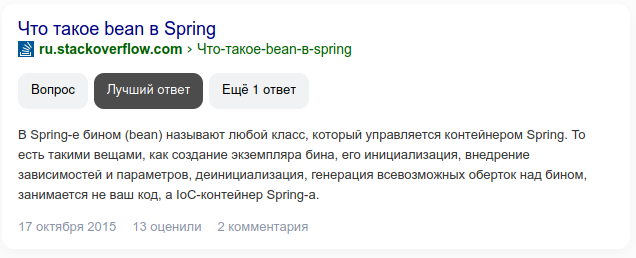 Что такое bean в Spring
ru.stackoverflow.com › Что-такое-bean-в-spring
Вопрос Лучший ответ Ещё 1 ответ
В Spring-е бином (bean) называют любой класс, который управляется контейнером Spring. То
есть такими вещами, как создание экземпляра бина, его инициализация, внедрение
зависимостей и параметров, деинициализация, генерация всевозможных оберток над бином,
занимается не ваш код, а IoC-контейнер Spring-а.
17 октября 2015 13 оценили 2 комментария